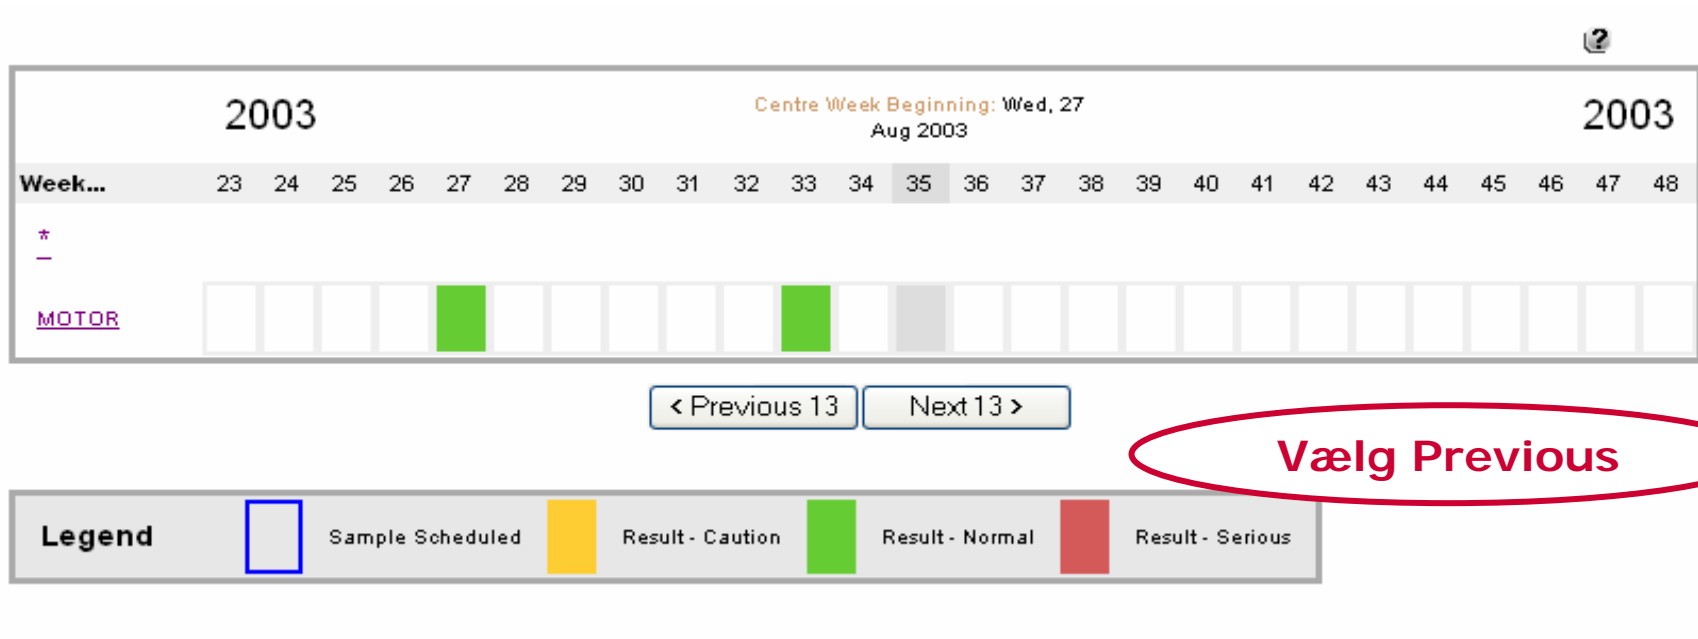 ?
2003 Centre Week Beginning: Wed, 27 2003
Aug 2003
Week... 23 24 25 26 27 28 29 30 31 32 33 34 35 36 37 38 39 40 41 42 43 44 45 46 47 48
*
MOTOR
< Previous 13 Next 13 >
Vælg Previous
Legend Sample Scheduled Result - Caution Result - Normal Result - Serious